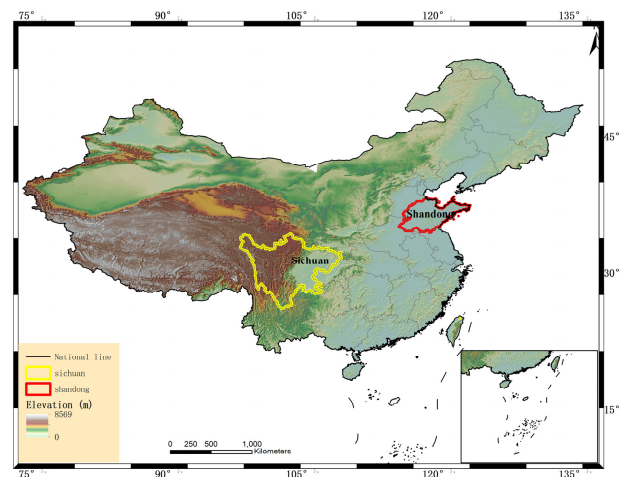 75° 90° 105° 120° 135°
45°
Shandong
30°
Sichuan
National line
sichuan
shandong
Elevation (m)
8569
0
15°
0 250 500 1,000
Kilometers
75° 90° 105° 120° 135°